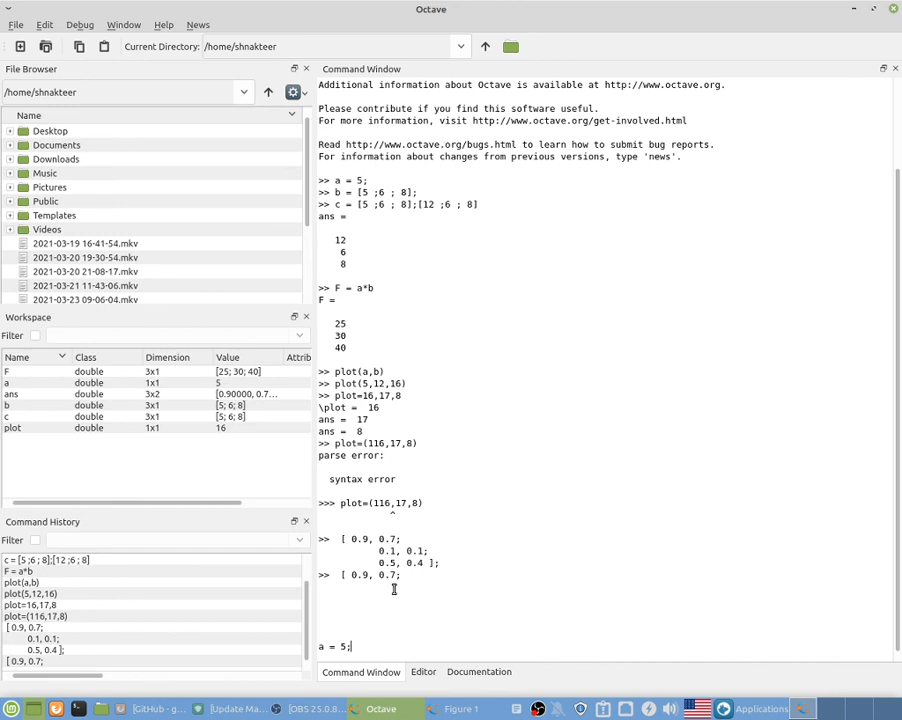 Octave
File Edit Debug Window Help News
Current Directory: /home/shnakteer
File Browser
/home/shnakteer
Name
Desktop
Documents
Downloads
Music
Pictures
Public
Templates
Videos
2021-03-19 16-41-54.mkv
2021-03-20 19-30-54.mkv
2021-03-20 21-08-17.mkv
2021-03-21 11-43-06.mkv
2021-03-23 09-06-04.mkv
Workspace
Filter
Name Class Dimension Value Attrib
F double 3x1 [25; 30; 40]
a double 1x1 5
ans double 3x2 [0.90000, 0.7...
b double 3x1 [5; 6; 8]
c double 3x1 [5; 6; 8]
plot double 1x1 16
Command History
Filter
c = [5 ;6 ; 8];[12 ;6 ; 8]
F = a*b
plot(a,b)
plot(5,12,16)
plot=16,17,8
plot=(116,17,8)
[ 0.9, 0.7;
0.1, 0.1;
0.5, 0.4 ];
[ 0.9, 0.7;
Command Window
Additional information about Octave is available at http://www.octave.org.
Please contribute if you find this software useful.
For more information, visit http://www.octave.org/get-involved.html
Read http://www.octave.org/bugs.html to learn how to submit bug reports.
For information about changes from previous versions, type 'news'.
>> a = 5;
>> b = [5 ;6 ; 8];
>> c = [5 ;6 ; 8];[12 ;6 ; 8]
ans =
12
6
8
>> F = a*b
F =
25
30
40
>> plot(a,b)
>> plot(5,12,16)
>> plot=16,17,8
\plot =  16
ans =  17
ans =  8
>> plot=(116,17,8)
parse error:
syntax error
>>> plot=(116,17,8)
^
>>  [ 0.9, 0.7;
0.1, 0.1;
0.5, 0.4 ];
>>  [ 0.9, 0.7;
a = 5;
Command Window Editor Documentation
[GitHub - g... [Update Ma... [OBS 25.0.8... Octave Figure 1 Applications